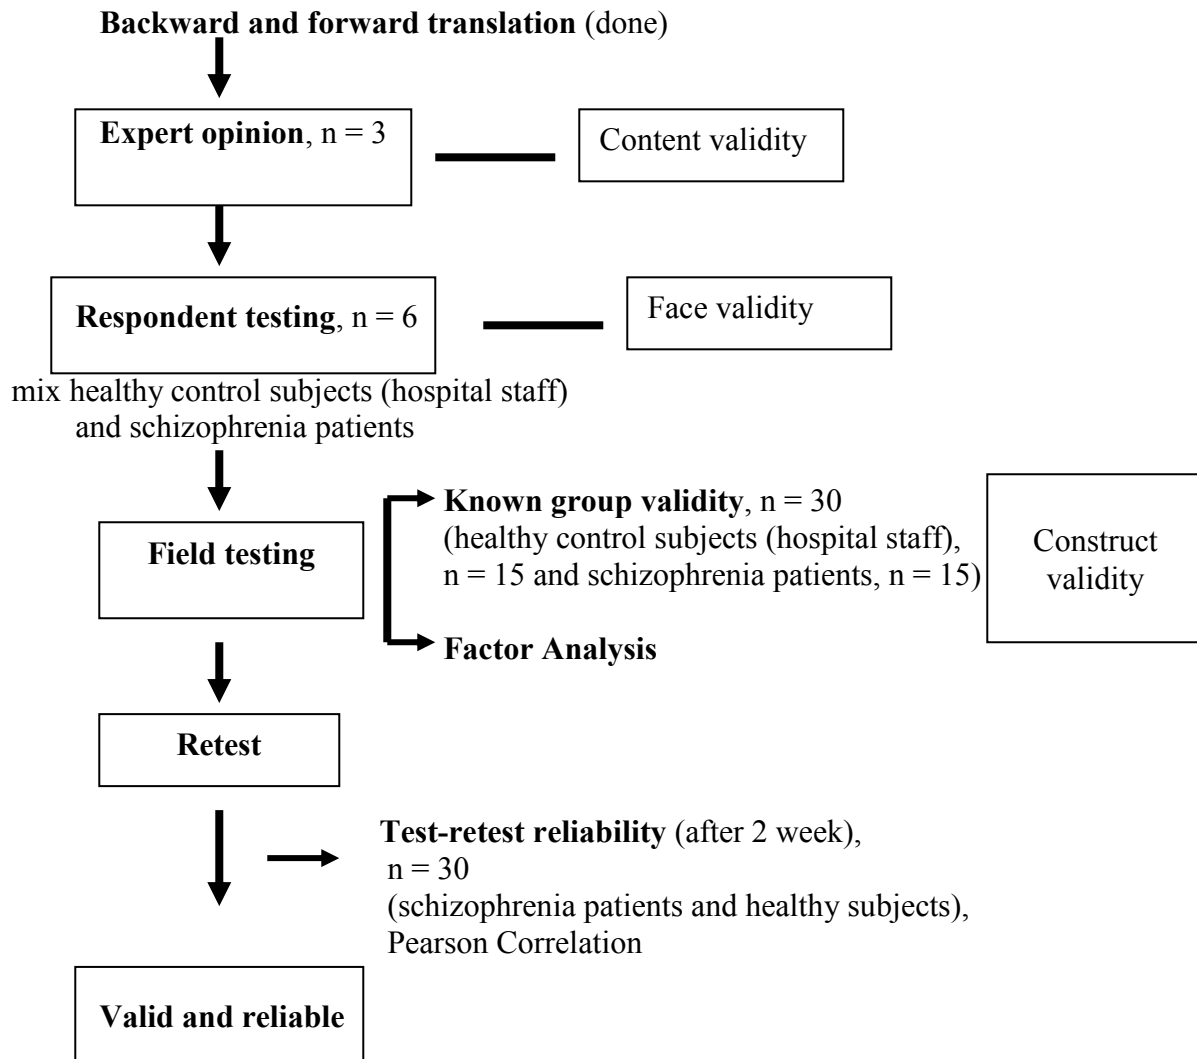 Backward and forward translation (done)
Expert opinion, n = 3
Content validity
Respondent testing, n = 6
Face validity
mix healthy control subjects (hospital staff)
and schizophrenia patients
Known group validity, n = 30
(healthy control subjects (hospital staff),
n = 15 and schizophrenia patients, n = 15)
Field testing
Construct
validity
Factor Analysis
Retest
Test-retest reliability (after 2 week),
n = 30
(schizophrenia patients and healthy subjects),
Pearson Correlation
Valid and reliable